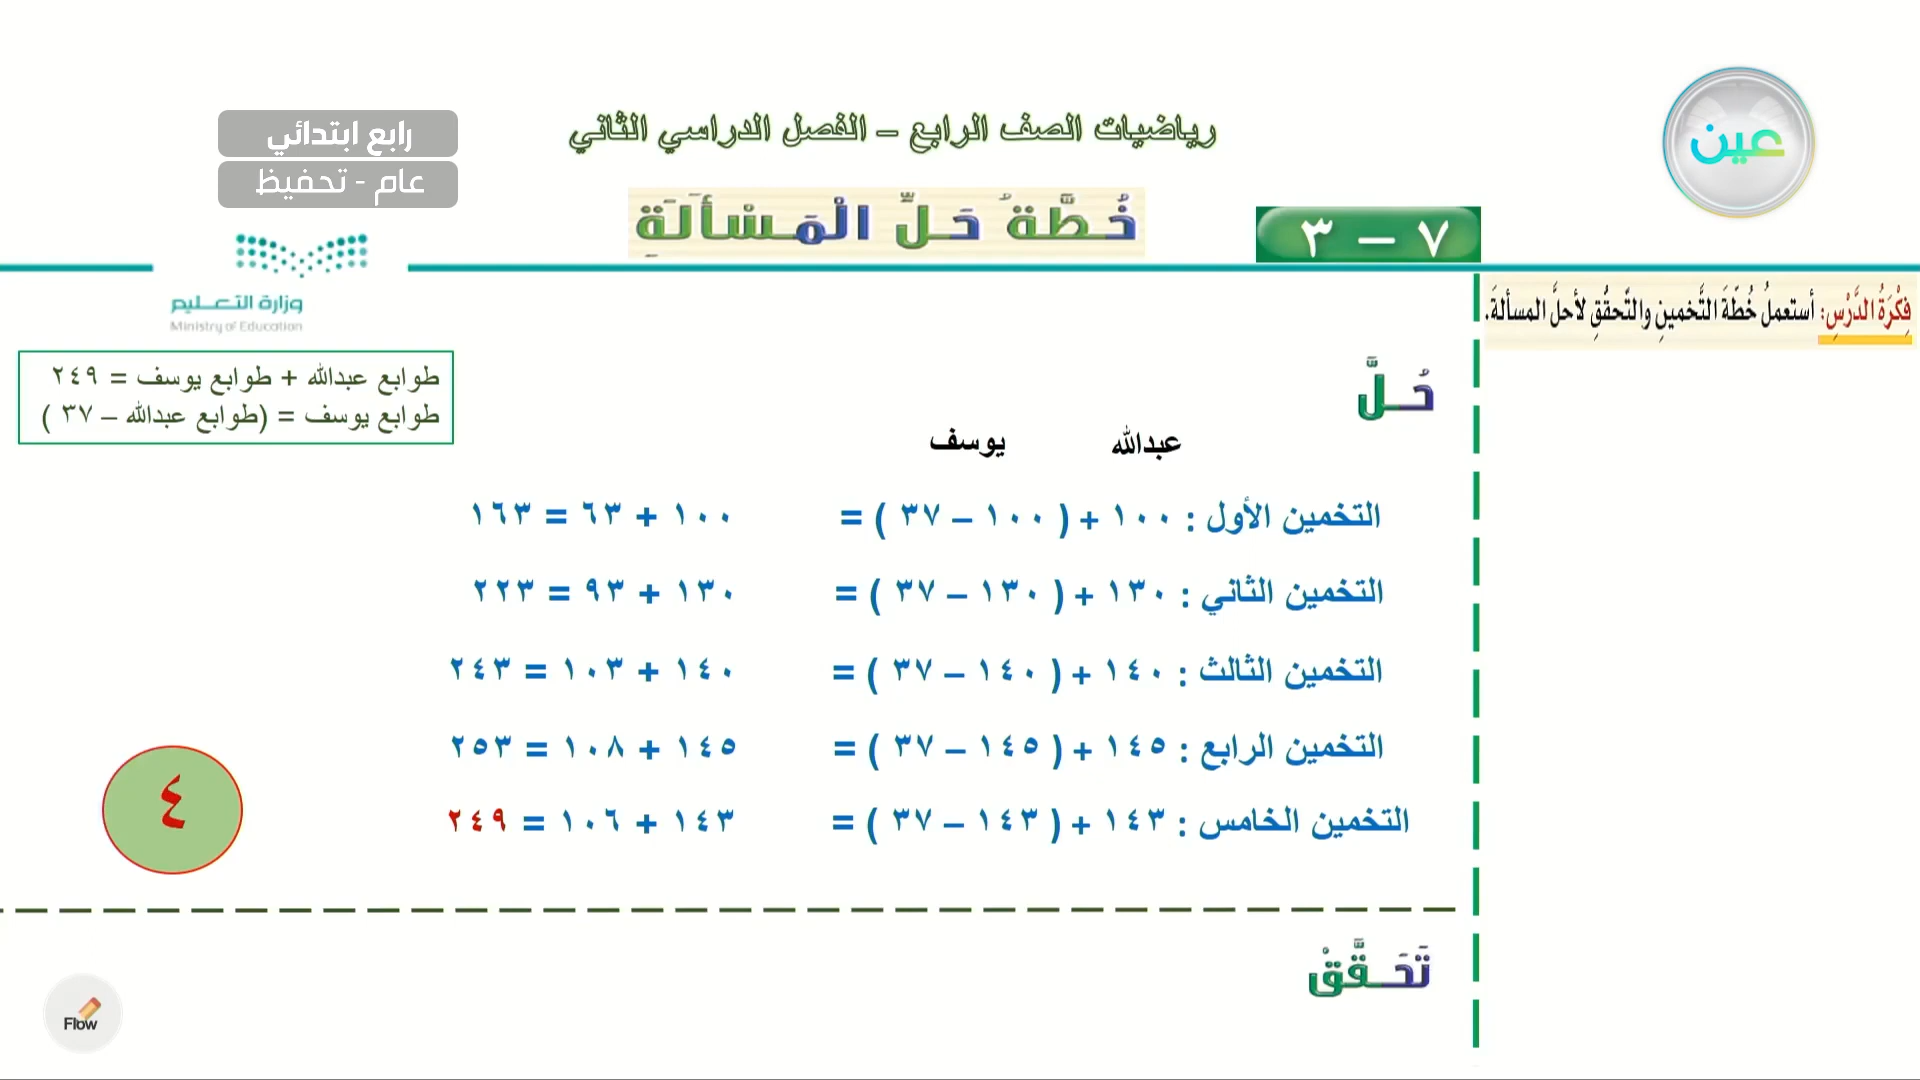 رياضيات الصف الرابع – الفصل الدراسي الثاني
عين
رابع ابتدائي
عام - تحفيظ
٧ – ٣
خُطَّةُ حَلِّ الْمَسْأَلَةِ
وزارة التعليم
Ministry of Education
فِكْرَةُ الدَّرْسِ: أستعملُ خُطَّةَ التَّخمينِ والتَّحقُّقِ لأحلَّ المسألةَ.
طوابع عبدالله + طوابع يوسف = ٢٤٩
طوابع يوسف = (طوابع عبدالله – ٣٧ )
حُلَّ
عبدالله يوسف
التخمين الأول : ١٠٠ + ( ١٠٠ – ٣٧ ) = ١٠٠ + ٦٣ = ١٦٣
التخمين الثاني : ١٣٠ + ( ١٣٠ – ٣٧ ) = ١٣٠ + ٩٣ = ٢٢٣
التخمين الثالث : ١٤٠ + ( ١٤٠ – ٣٧ ) = ١٤٠ + ١٠٣ = ٢٤٣
التخمين الرابع : ١٤٥ + ( ١٤٥ – ٣٧ ) = ١٤٥ + ١٠٨ = ٢٥٣
التخمين الخامس : ١٤٣ + ( ١٤٣ – ٣٧ ) = ١٤٣ + ١٠٦ = ٢٤٩
٤
تَحَقَّقْ
Flow